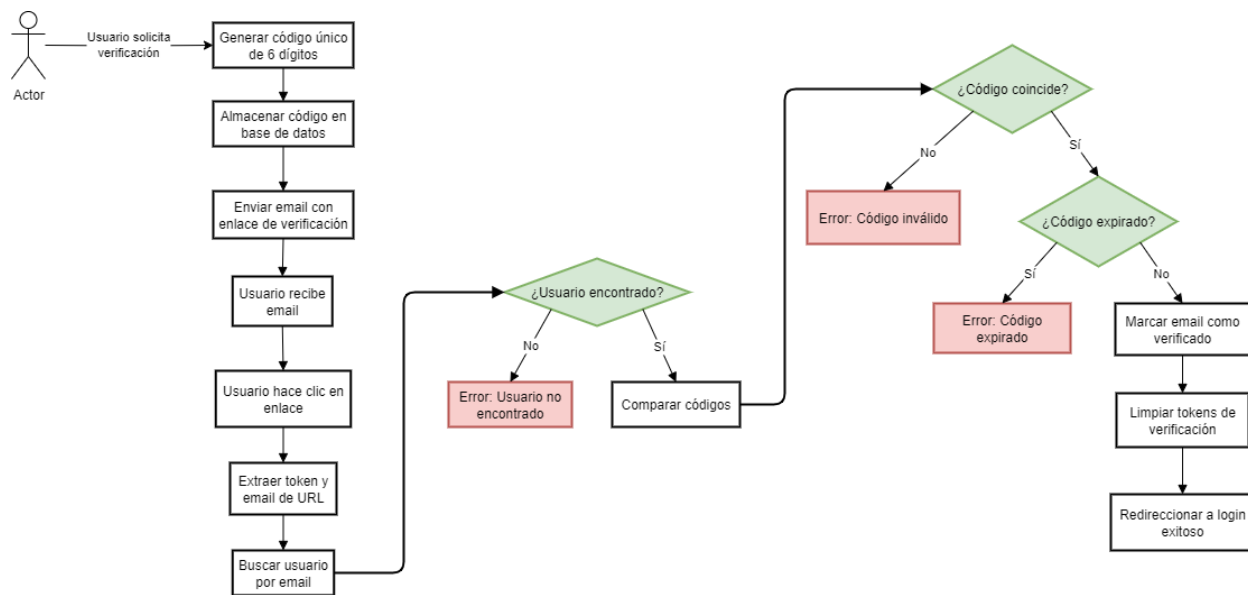 Actor
Usuario solicita
verificación
Generar código único
de 6 dígitos
Almacenar código en
base de datos
Enviar email con
enlace de verificación
Usuario recibe
email
Usuario hace clic en
enlace
Extraer token y
email de URL
Buscar usuario
por email
¿Usuario encontrado?
No
Sí
Error: Usuario no
encontrado
Comparar códigos
¿Código coincide?
No
Sí
Error: Código inválido
¿Código expirado?
Sí
No
Error: Código
expirado
Marcar email como
verificado
Limpiar tokens de
verificación
Redireccionar a login
exitoso